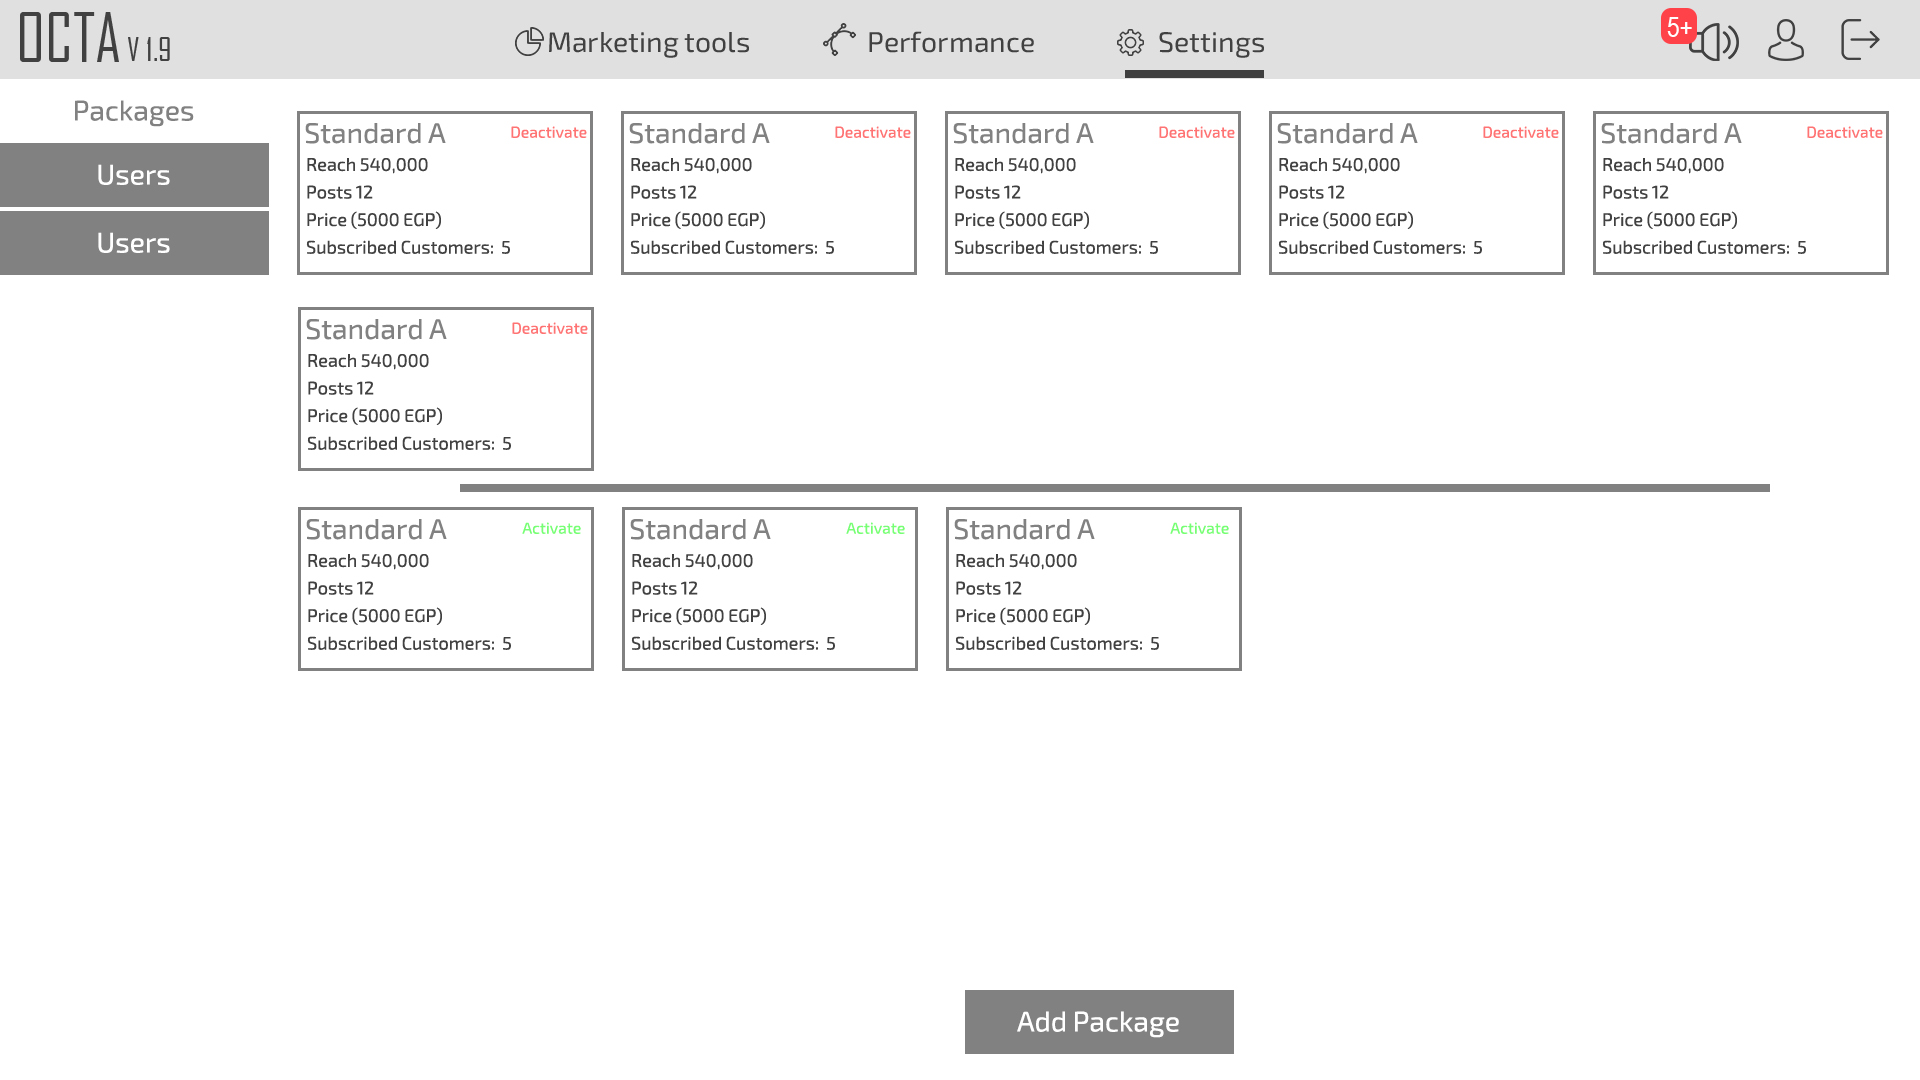 OCTA V 1.9
Marketing tools
Performance
Settings
5+
Packages
Users
Users
Standard A Deactivate
Reach 540,000
Posts 12
Price (5000 EGP)
Subscribed Customers: 5
Standard A Deactivate
Reach 540,000
Posts 12
Price (5000 EGP)
Subscribed Customers: 5
Standard A Deactivate
Reach 540,000
Posts 12
Price (5000 EGP)
Subscribed Customers: 5
Standard A Deactivate
Reach 540,000
Posts 12
Price (5000 EGP)
Subscribed Customers: 5
Standard A Deactivate
Reach 540,000
Posts 12
Price (5000 EGP)
Subscribed Customers: 5
Standard A Deactivate
Reach 540,000
Posts 12
Price (5000 EGP)
Subscribed Customers: 5
Standard A Activate
Reach 540,000
Posts 12
Price (5000 EGP)
Subscribed Customers: 5
Standard A Activate
Reach 540,000
Posts 12
Price (5000 EGP)
Subscribed Customers: 5
Standard A Activate
Reach 540,000
Posts 12
Price (5000 EGP)
Subscribed Customers: 5
Add Package